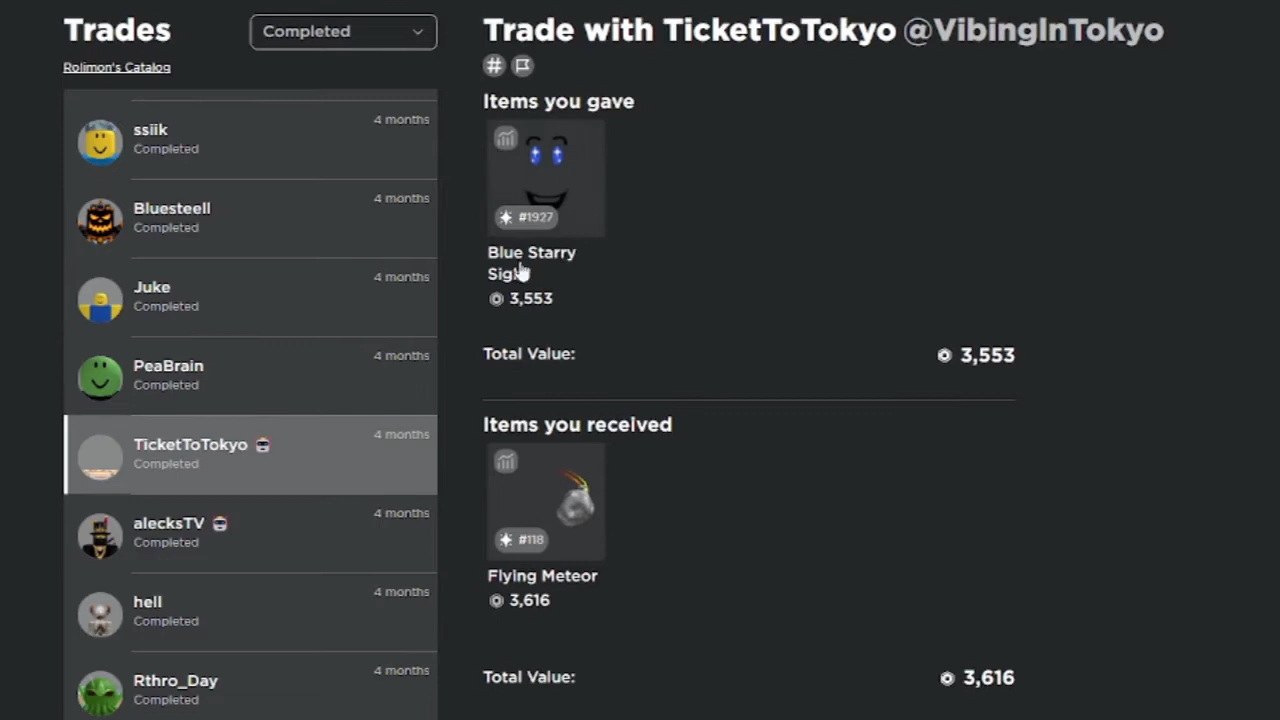 Trades
Completed
Rolimon's Catalog
ssiik
4 months
Completed
Bluesteell
4 months
Completed
Juke
4 months
Completed
PeaBrain
4 months
Completed
TicketToTokyo
4 months
Completed
alecksTV
4 months
Completed
hell
4 months
Completed
Rthro_Day
4 months
Completed
Trade with TicketToTokyo @VibingInTokyo
#
Items you gave
#1927
Blue Starry
3,553
Total Value: 3,553
Items you received
#118
Flying Meteor
3,616
Total Value: 3,616